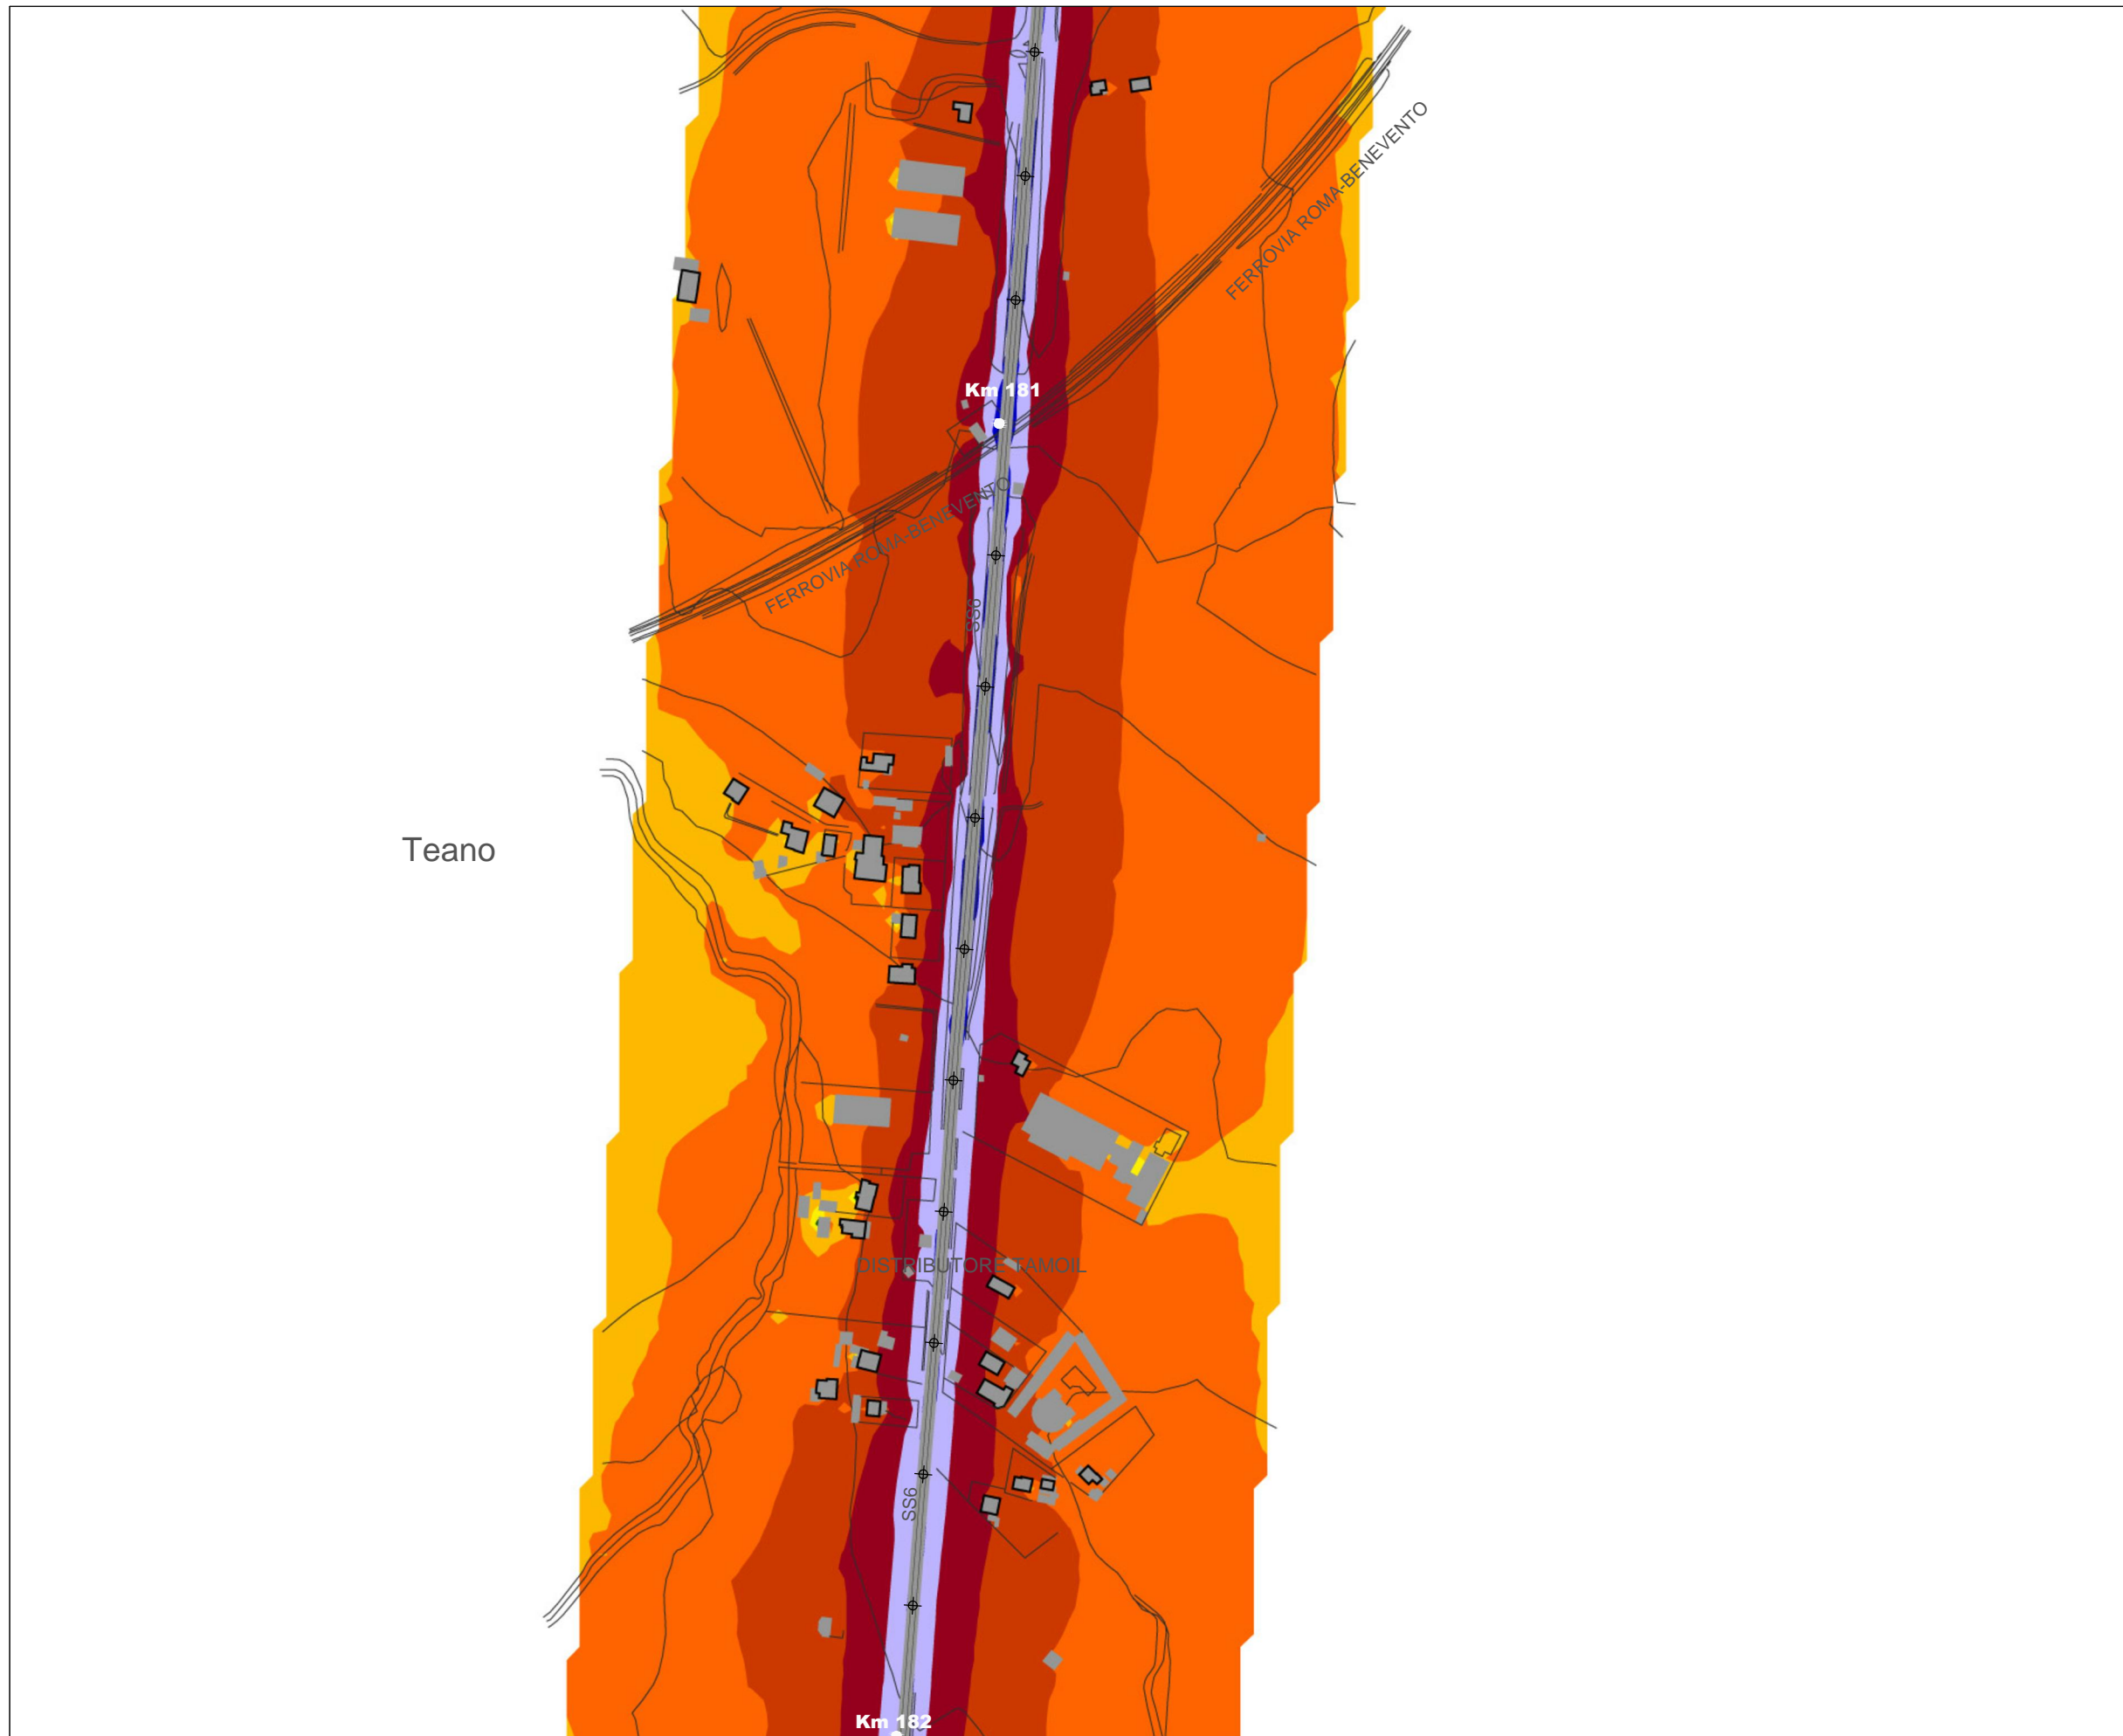 FERROVIA ROMA-BENEVENTO
Km 181
FERROVIA ROMA-BENEVENTO
SS6
Teano
DISTRIBUTORE TAMOIL
SS6
Km 182